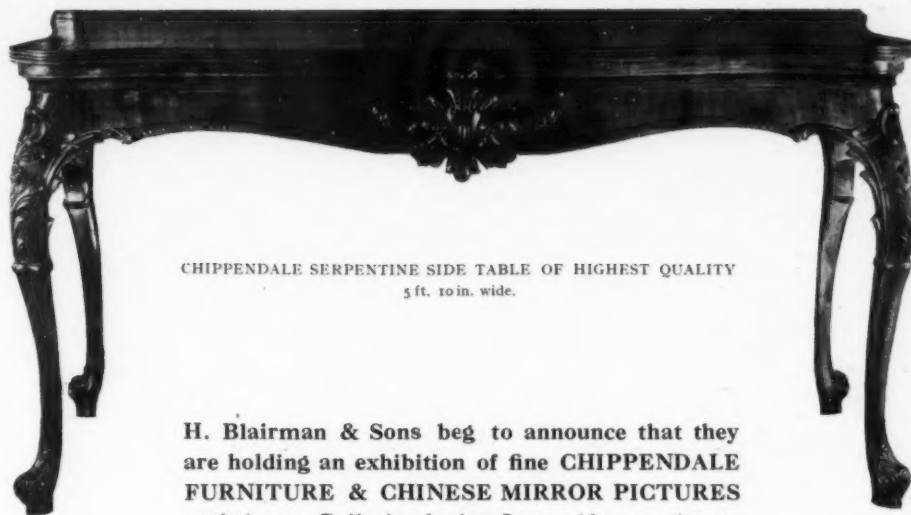 CHIPPENDALE SERPENTINE SIDE TABLE OF HIGHEST QUALITY
5 ft. 10 in. wide.
H. Blairman & Sons beg to announce that they
are holding an exhibition of fine CHIPPENDALE
FURNITURE & CHINESE MIRROR PICTURES